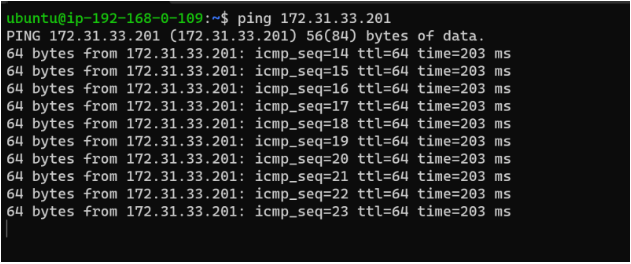 ubuntu@ip-192-168-0-109:~$ ping 172.31.33.201
PING 172.31.33.201 (172.31.33.201) 56(84) bytes of data.
64 bytes from 172.31.33.201: icmp_seq=14 ttl=64 time=203 ms
64 bytes from 172.31.33.201: icmp_seq=15 ttl=64 time=203 ms
64 bytes from 172.31.33.201: icmp_seq=16 ttl=64 time=203 ms
64 bytes from 172.31.33.201: icmp_seq=17 ttl=64 time=203 ms
64 bytes from 172.31.33.201: icmp_seq=18 ttl=64 time=203 ms
64 bytes from 172.31.33.201: icmp_seq=19 ttl=64 time=203 ms
64 bytes from 172.31.33.201: icmp_seq=20 ttl=64 time=203 ms
64 bytes from 172.31.33.201: icmp_seq=21 ttl=64 time=203 ms
64 bytes from 172.31.33.201: icmp_seq=22 ttl=64 time=203 ms
64 bytes from 172.31.33.201: icmp_seq=23 ttl=64 time=203 ms